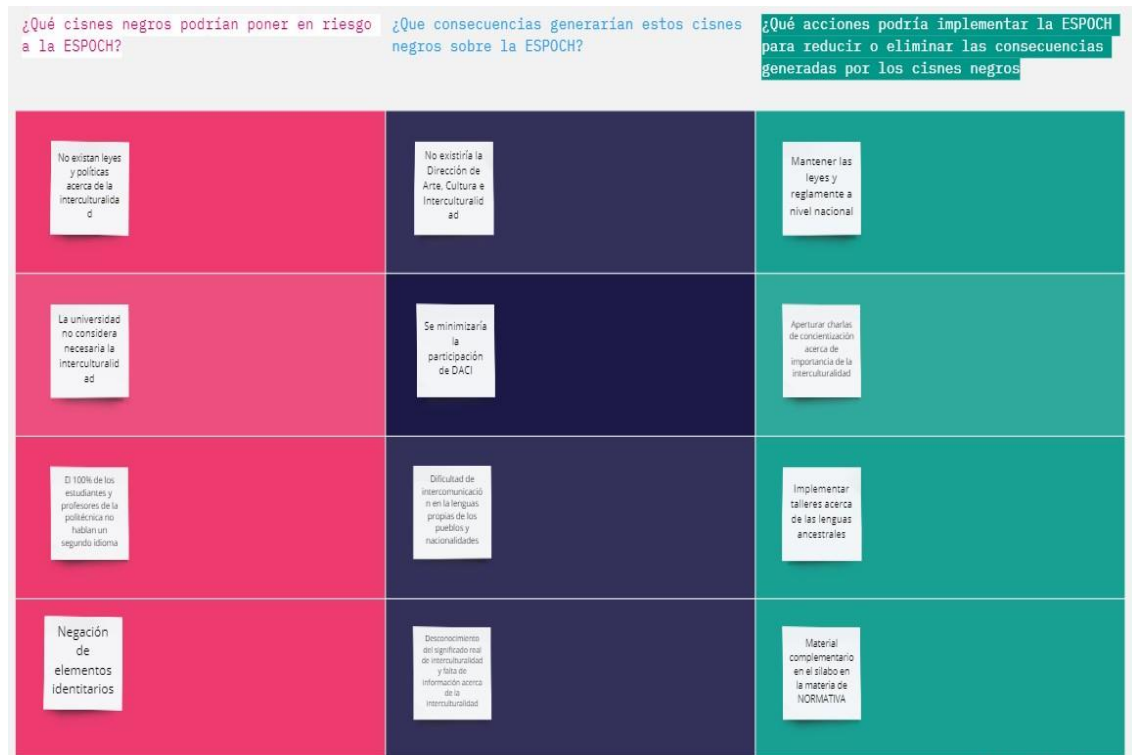 ¿Qué cisnes negros podrían poner en riesgo
a la ESPOCH?
¿Que consecuencias generarían estos cisnes
negros sobre la ESPOCH?
¿Qué acciones podría implementar la ESPOCH
para reducir o eliminar las consecuencias
generadas por los cisnes negros
No existan leyes
y políticas
acerca de la
interculturalida
d
No existiría la
Dirección de
Arte, Cultura e
Interculturalid
ad
Mantener las
leyes y
reglamente a
nivel nacional
La universidad
no considera
necesaria la
interculturalid
ad
Se minimizaría
la
participación
de DACI
Aperturar charlas
de concientización
acerca de
importancia de la
interculturalidad
El 100% de los
estudiantes y
profesores de la
politécnica no
hablan un
segundo idioma
Dificultad de
intercomunicació
n en la lenguas
propias de los
pueblos y
nacionalidades
Implementar
talleres acerca
de las lenguas
ancestrales
Negación
de
elementos
identitarios
Desconocimiento
del significado real
de interculturalidad
y falta de
información acerca
de la
interculturalidad
Material
complementario
en el silabo en
la materia de
NORMATIVA